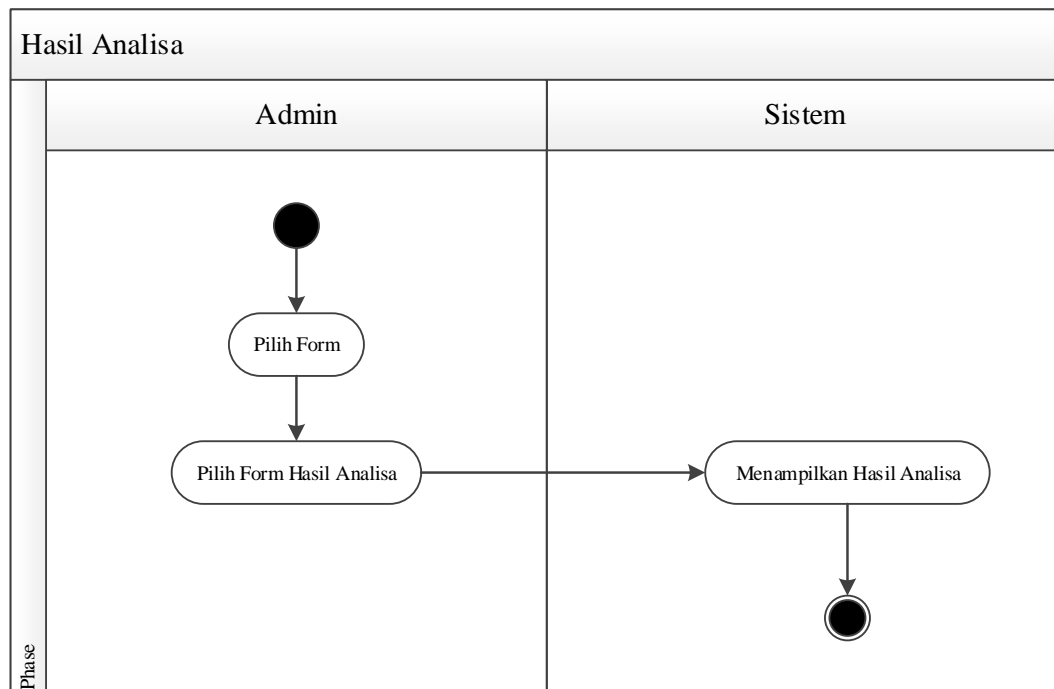 Hasil Analisa
Admin
Sistem
Pilih Form
Pilih Form Hasil Analisa
Menampilkan Hasil Analisa
Phase